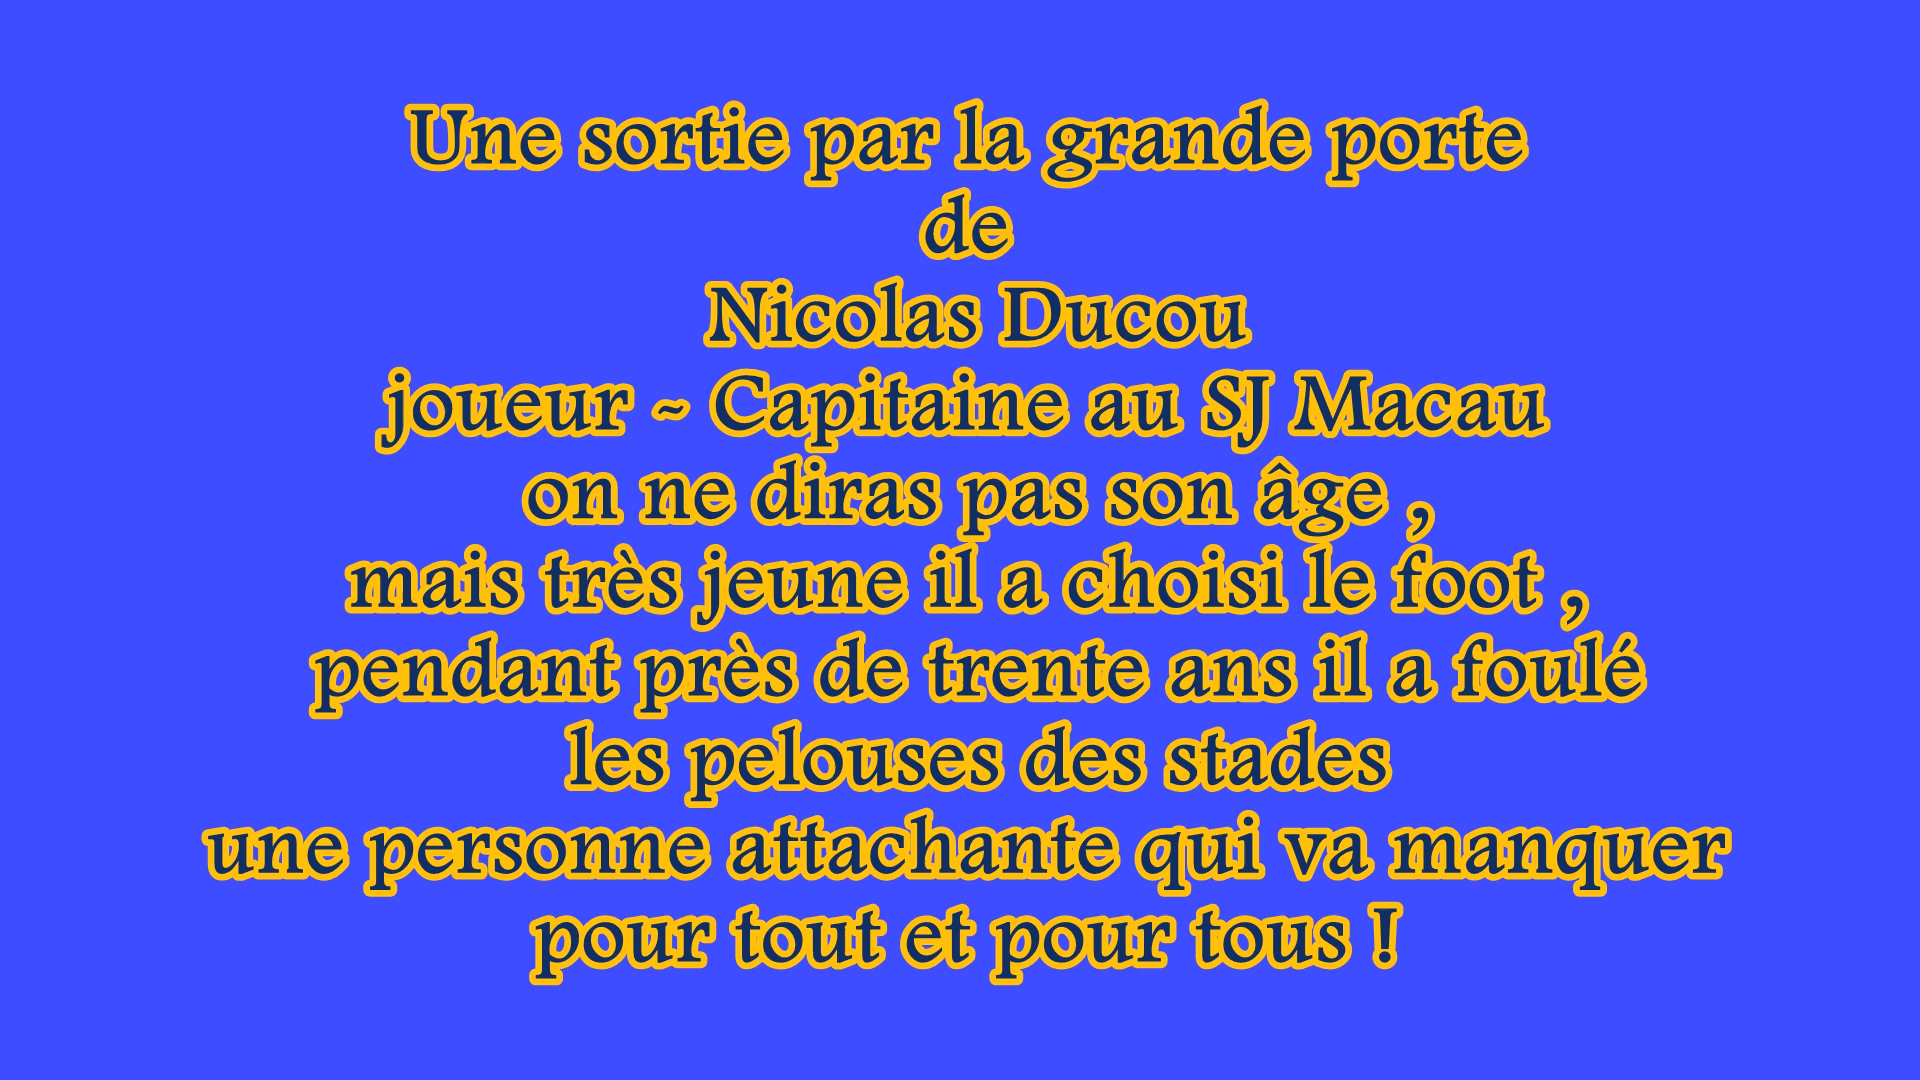 Une sortie par la grande porte
de
Nicolas Ducou
joueur ~ Capitaine au SJ Macau
on ne diras pas son âge ,
mais très jeune il a choisi le foot ,
pendant près de trente ans il a foulé
les pelouses des stades
une personne attachante qui va manquer
pour tout et pour tous !